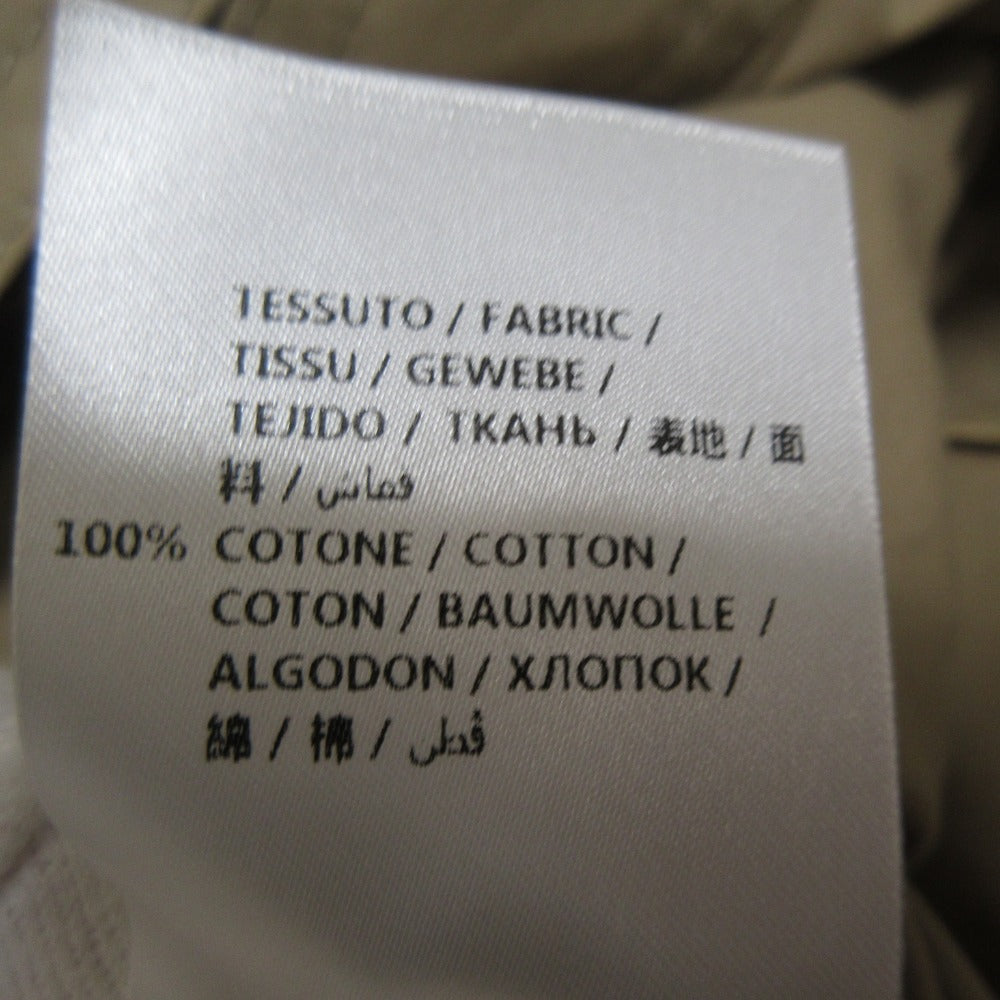 TESSUTO / FABRIC /
TISSU / GEWEBE /
TEJIDO / ТКАНЬ / 表地 / 面
料 / قماش
100% COTONE / COTTON /
COTON / BAUMWOLLE /
ALGODON / ХЛОПОК /
綿 / 棉 / قطن